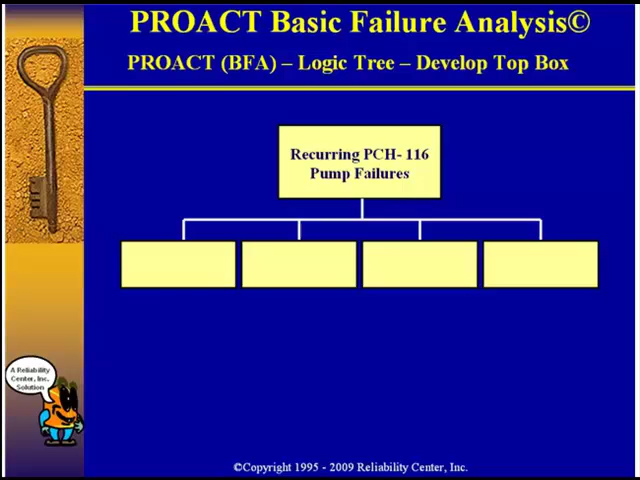 PROACT Basic Failure Analysis©
PROACT (BFA) – Logic Tree – Develop Top Box
Recurring PCH- 116
Pump Failures
A Reliability
Center, Inc.
Solution
©Copyright 1995 - 2009 Reliability Center, Inc.